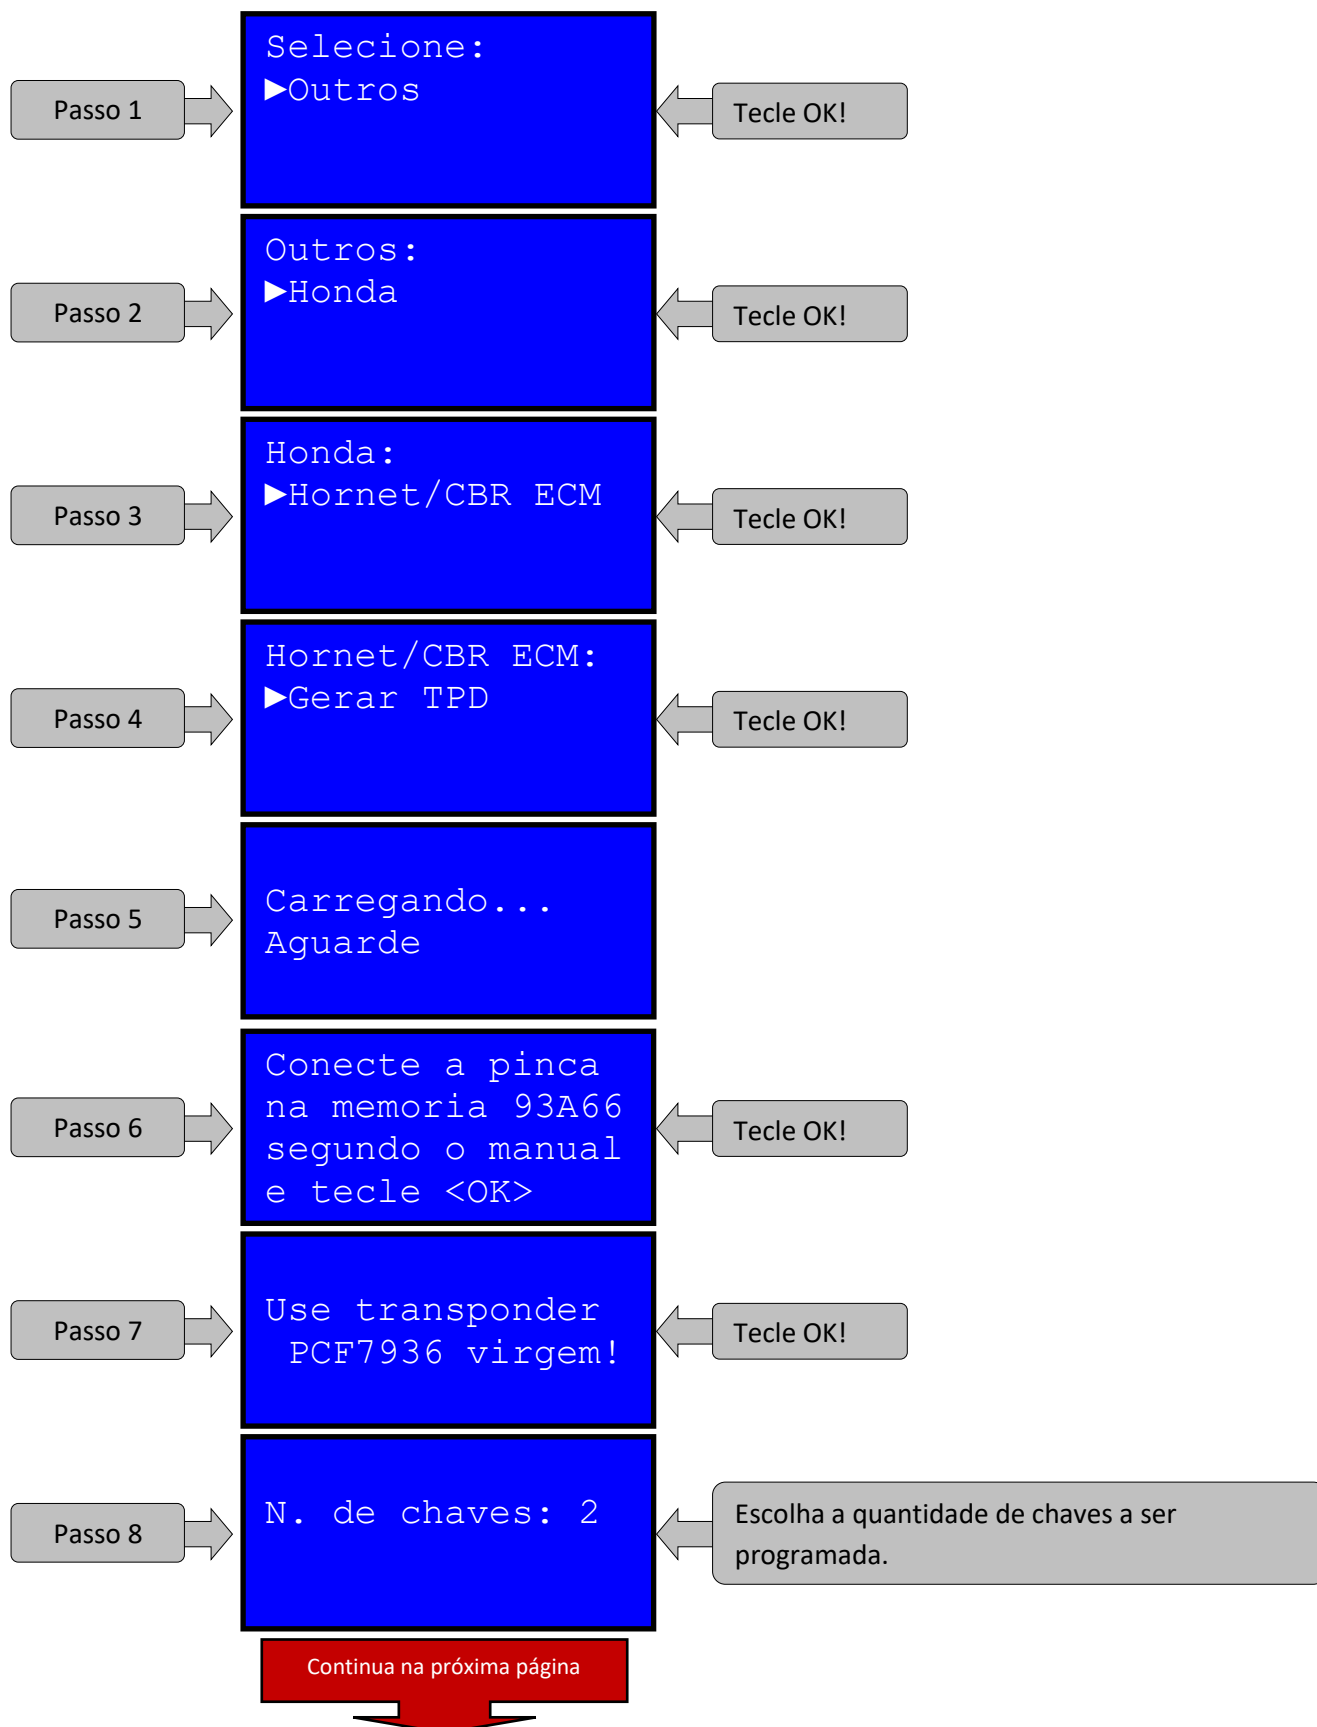 Selecione:
►Outros
Passo 1
Tecle OK!
Outros:
►Honda
Passo 2
Tecle OK!
Honda:
►Hornet/CBR ECM
Passo 3
Tecle OK!
Hornet/CBR ECM:
►Gerar TPD
Passo 4
Tecle OK!
Passo 5
Carregando...
Aguarde
Conecte a pinca
na memoria 93A66
segundo o manual
e tecle <OK>
Passo 6
Tecle OK!
Use transponder
PCF7936 virgem!
Passo 7
Tecle OK!
N. de chaves: 2
Passo 8
Escolha a quantidade de chaves a ser
programada.
Continua na próxima página